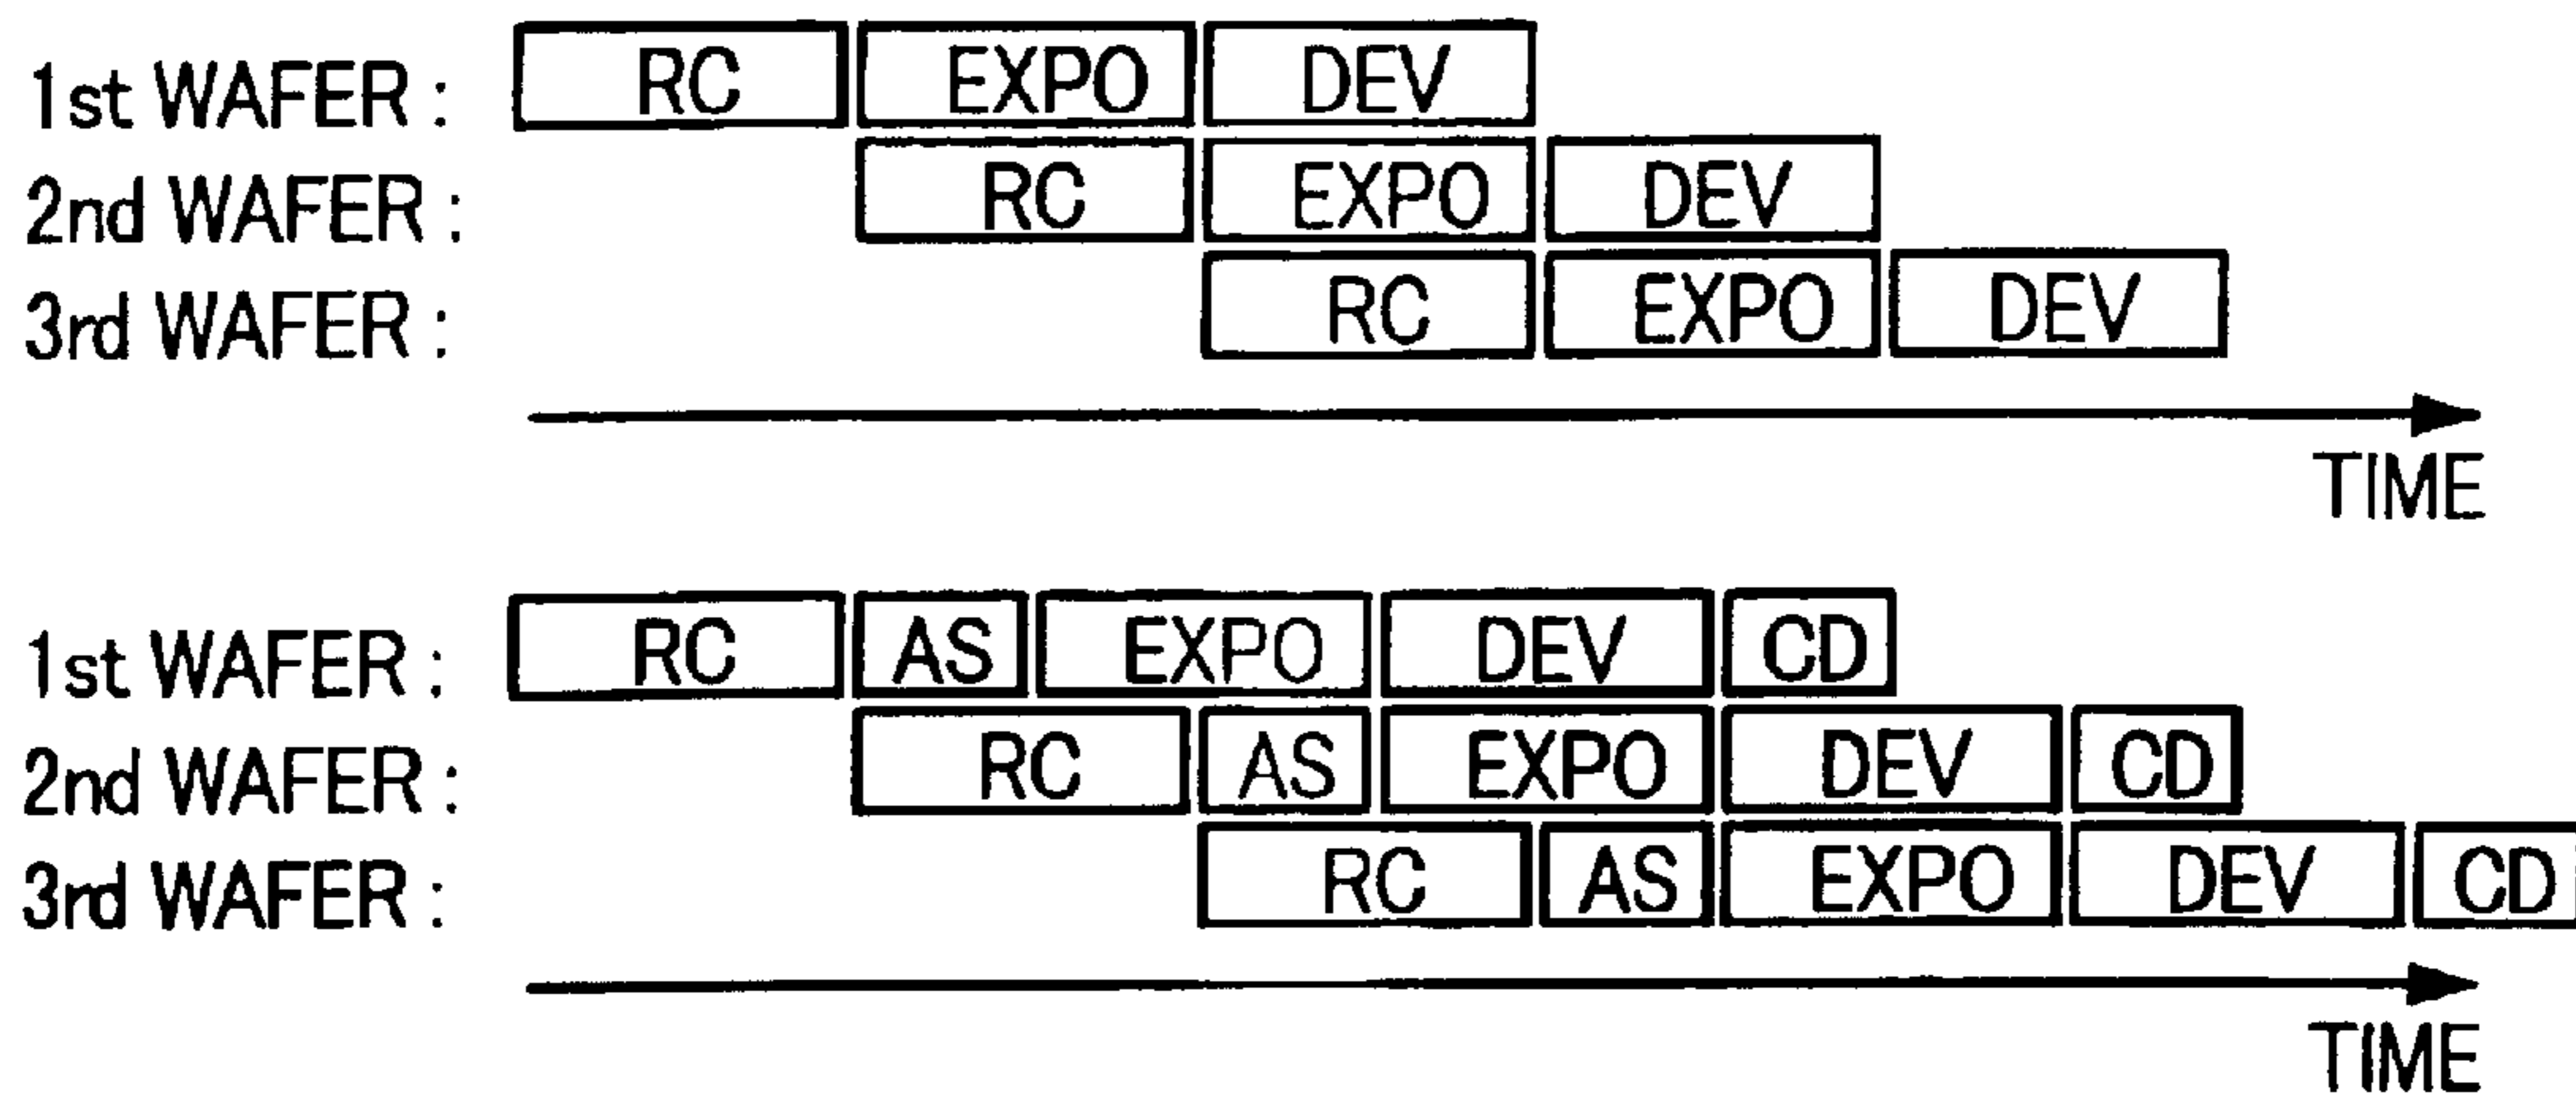 1st WAFER : RC EXPO DEV
2nd WAFER : RC EXPO DEV
3rd WAFER : RC EXPO DEV
TIME
1st WAFER : RC AS EXPO DEV CD
2nd WAFER : RC AS EXPO DEV CD
3rd WAFER : RC AS EXPO DEV CD
TIME